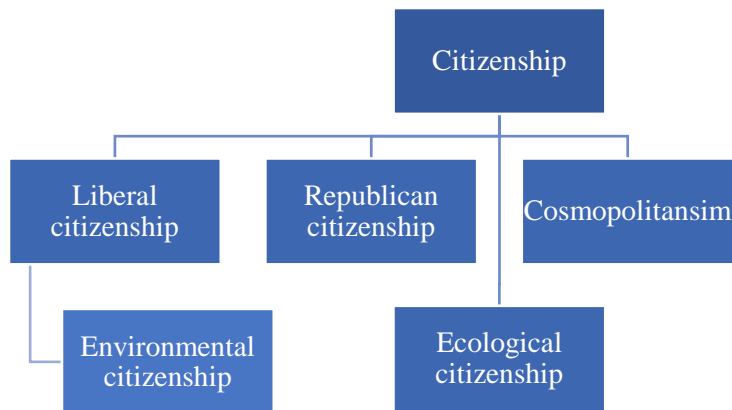 Citizenship
Liberal
citizenship
Republican
citizenship
Cosmopolitansim
Environmental
citizenship
Ecological
citizenship